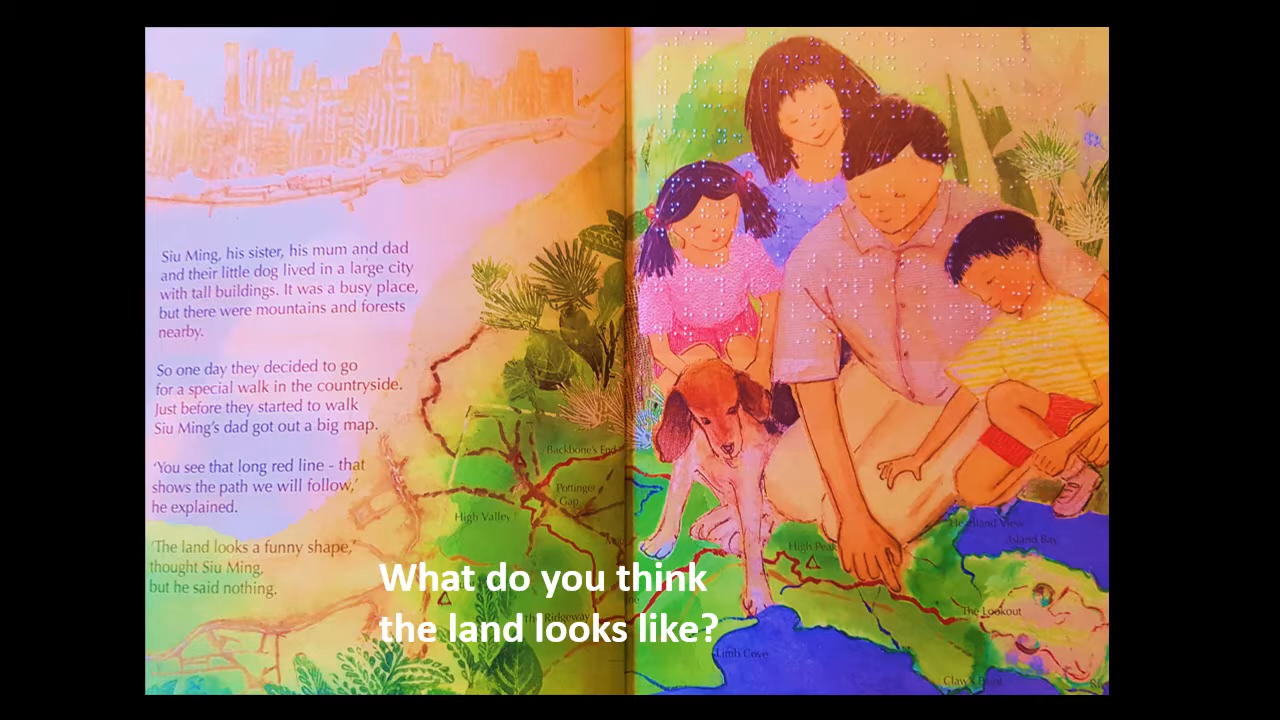 Siu Ming, his sister, his mum and dad
and their little dog lived in a large city
with tall buildings. It was a busy place,
but there were mountains and forests
nearby.
So one day they decided to go
for a special walk in the countryside.
Just before they started to walk
Siu Ming's dad got out a big map.
'You see that long red line - that
shows the path we will follow,'
he explained.
'The land looks a funny shape,'
thought Siu Ming,
but he said nothing.
Backbone's End
Pottinger
Gap
High Valley
Ridgeway
What do you think
the land looks like?
High Peak
Headland View
Island Bay
The Lookout
Limb Cove
Claw's Point